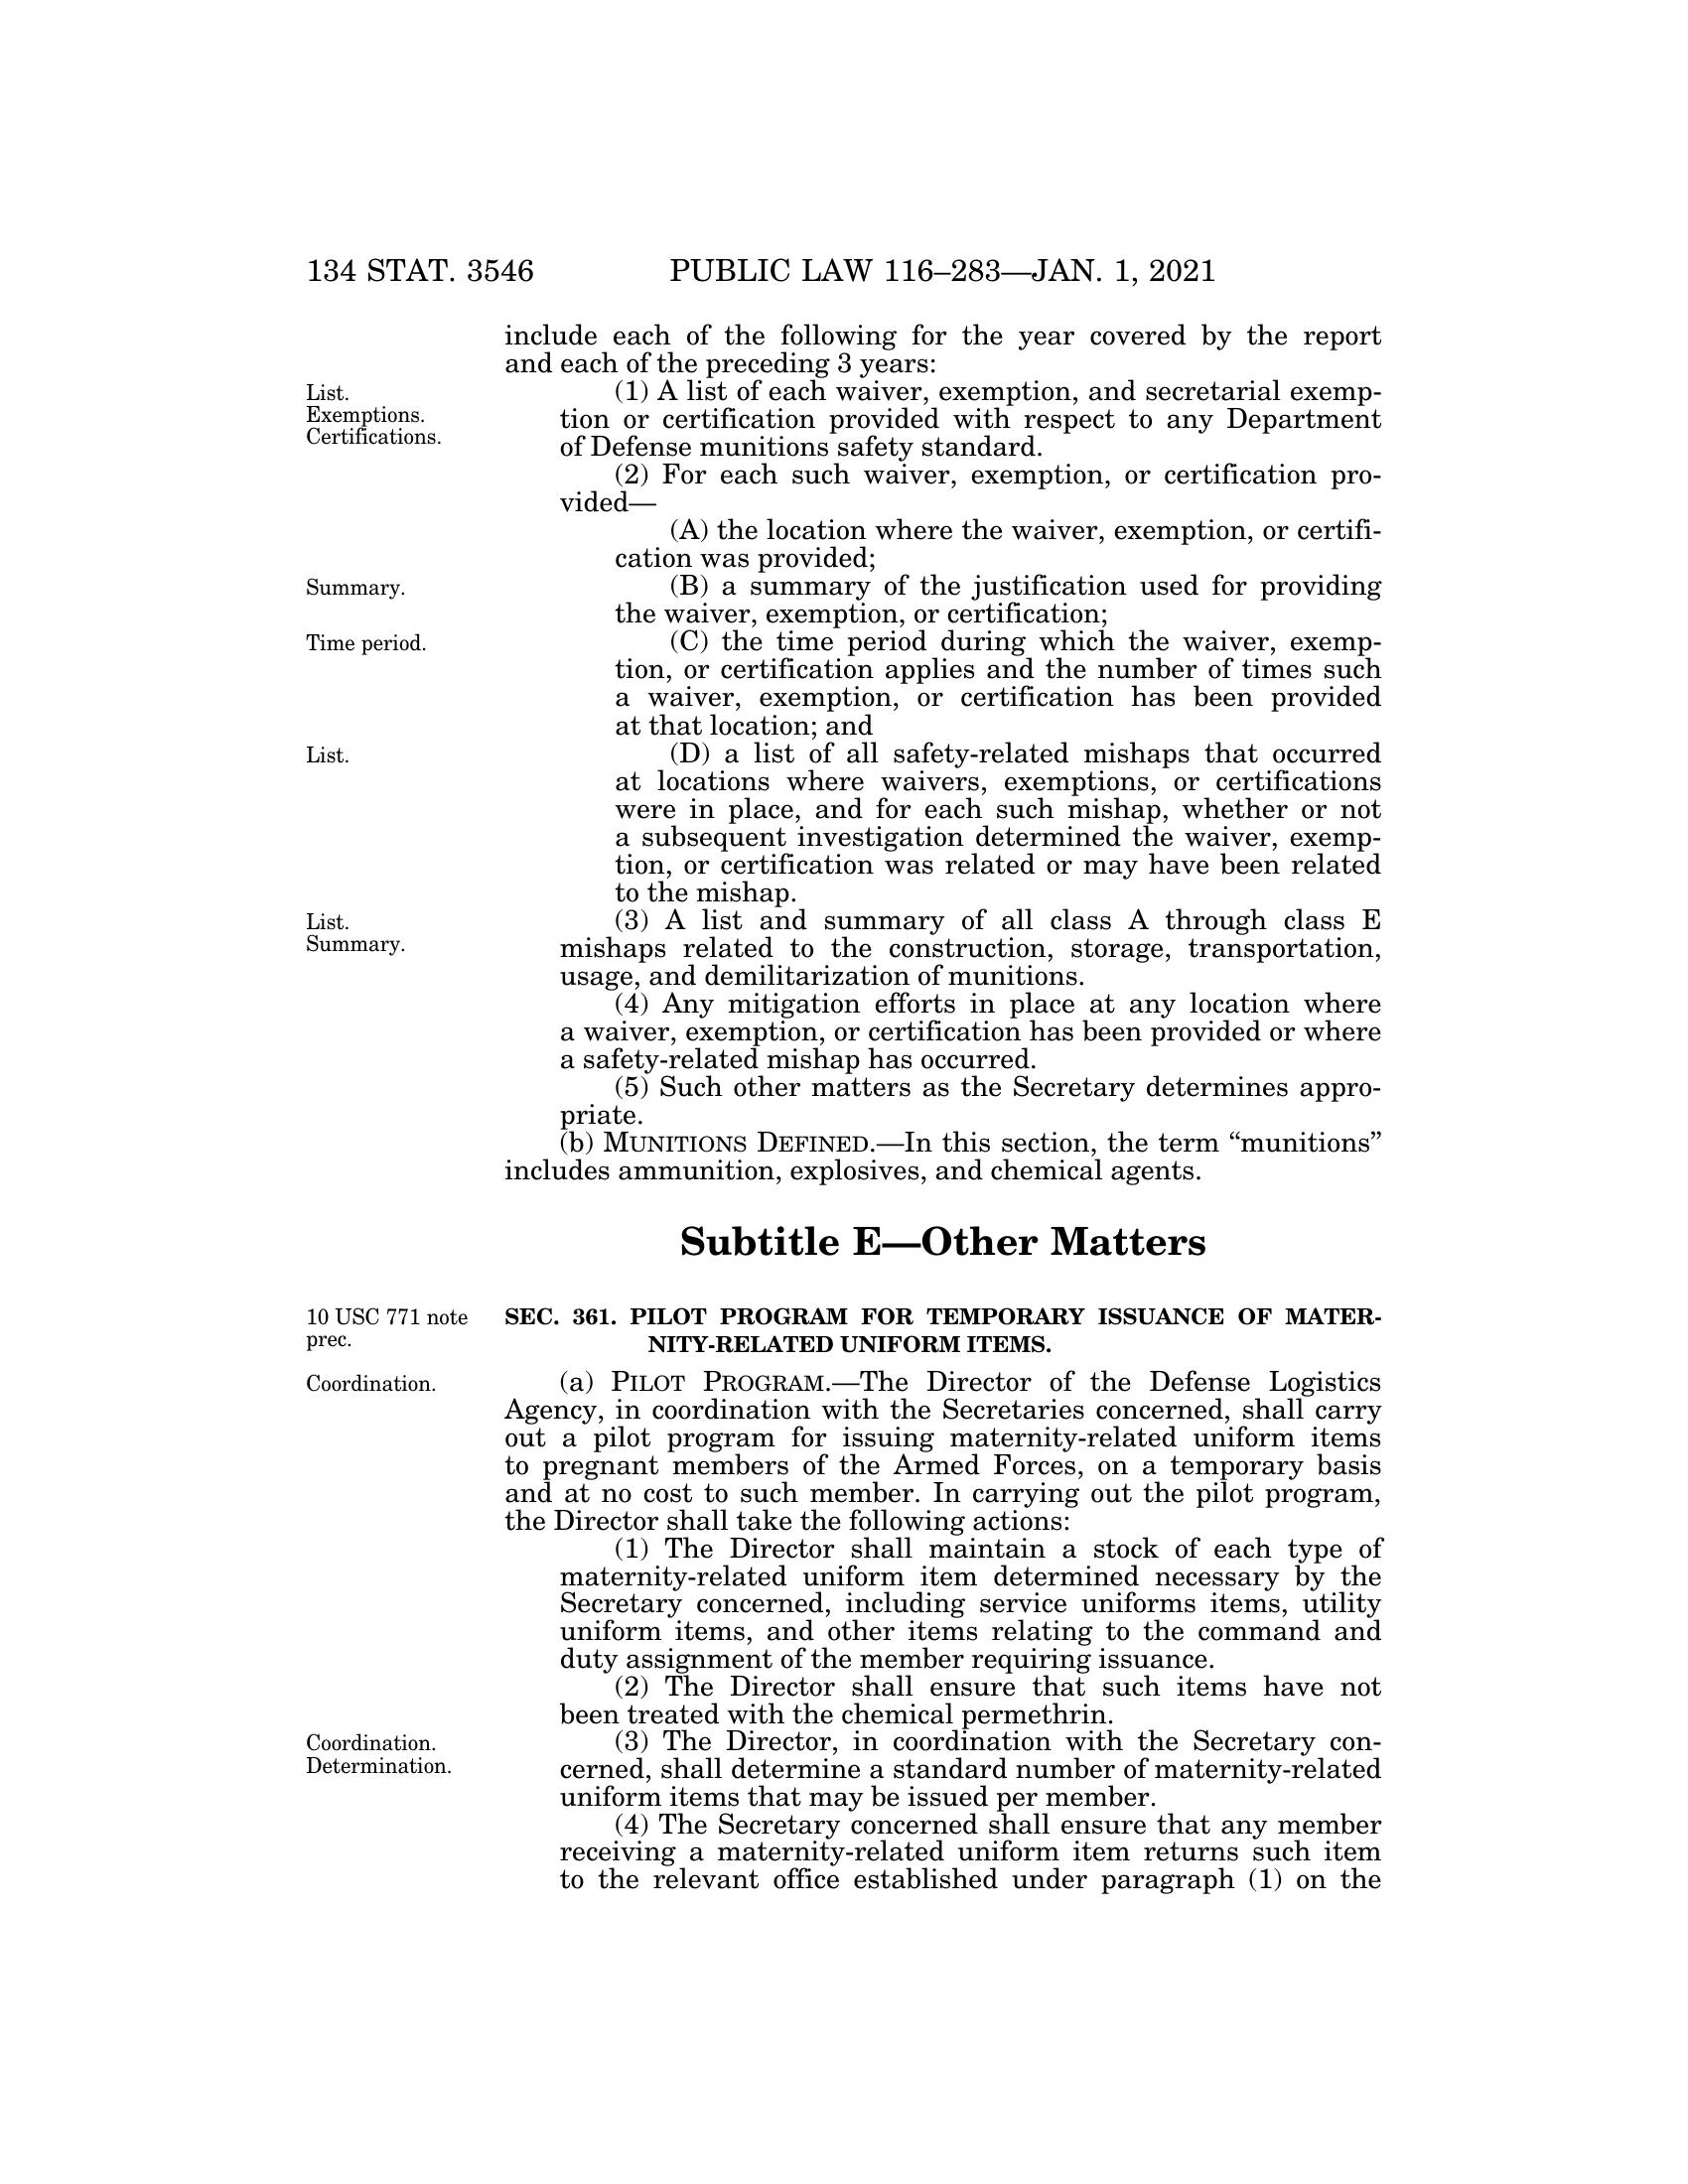 134 STAT. 3546
PUBLIC LAW 116–283—JAN. 1, 2021
include each of the following for the year covered by the report
and each of the preceding 3 years:
List.
Exemptions.
Certifications.
(1) A list of each waiver, exemption, and secretarial exemp-
tion or certification provided with respect to any Department
of Defense munitions safety standard.
(2) For each such waiver, exemption, or certification pro-
vided—
(A) the location where the waiver, exemption, or certifi-
cation was provided;
Summary.
(B) a summary of the justification used for providing
the waiver, exemption, or certification;
Time period.
(C) the time period during which the waiver, exemp-
tion, or certification applies and the number of times such
a waiver, exemption, or certification has been provided
at that location; and
List.
(D) a list of all safety-related mishaps that occurred
at locations where waivers, exemptions, or certifications
were in place, and for each such mishap, whether or not
a subsequent investigation determined the waiver, exemp-
tion, or certification was related or may have been related
to the mishap.
List.
Summary.
(3) A list and summary of all class A through class E
mishaps related to the construction, storage, transportation,
usage, and demilitarization of munitions.
(4) Any mitigation efforts in place at any location where
a waiver, exemption, or certification has been provided or where
a safety-related mishap has occurred.
(5) Such other matters as the Secretary determines appro-
priate.
(b) MUNITIONS DEFINED.—In this section, the term “munitions”
includes ammunition, explosives, and chemical agents.
Subtitle E—Other Matters
10 USC 771 note
prec.
SEC. 361. PILOT PROGRAM FOR TEMPORARY ISSUANCE OF MATER-
NITY-RELATED UNIFORM ITEMS.
Coordination.
(a) PILOT PROGRAM.—The Director of the Defense Logistics
Agency, in coordination with the Secretaries concerned, shall carry
out a pilot program for issuing maternity-related uniform items
to pregnant members of the Armed Forces, on a temporary basis
and at no cost to such member. In carrying out the pilot program,
the Director shall take the following actions:
(1) The Director shall maintain a stock of each type of
maternity-related uniform item determined necessary by the
Secretary concerned, including service uniforms items, utility
uniform items, and other items relating to the command and
duty assignment of the member requiring issuance.
(2) The Director shall ensure that such items have not
been treated with the chemical permethrin.
Coordination.
Determination.
(3) The Director, in coordination with the Secretary con-
cerned, shall determine a standard number of maternity-related
uniform items that may be issued per member.
(4) The Secretary concerned shall ensure that any member
receiving a maternity-related uniform item returns such item
to the relevant office established under paragraph (1) on the